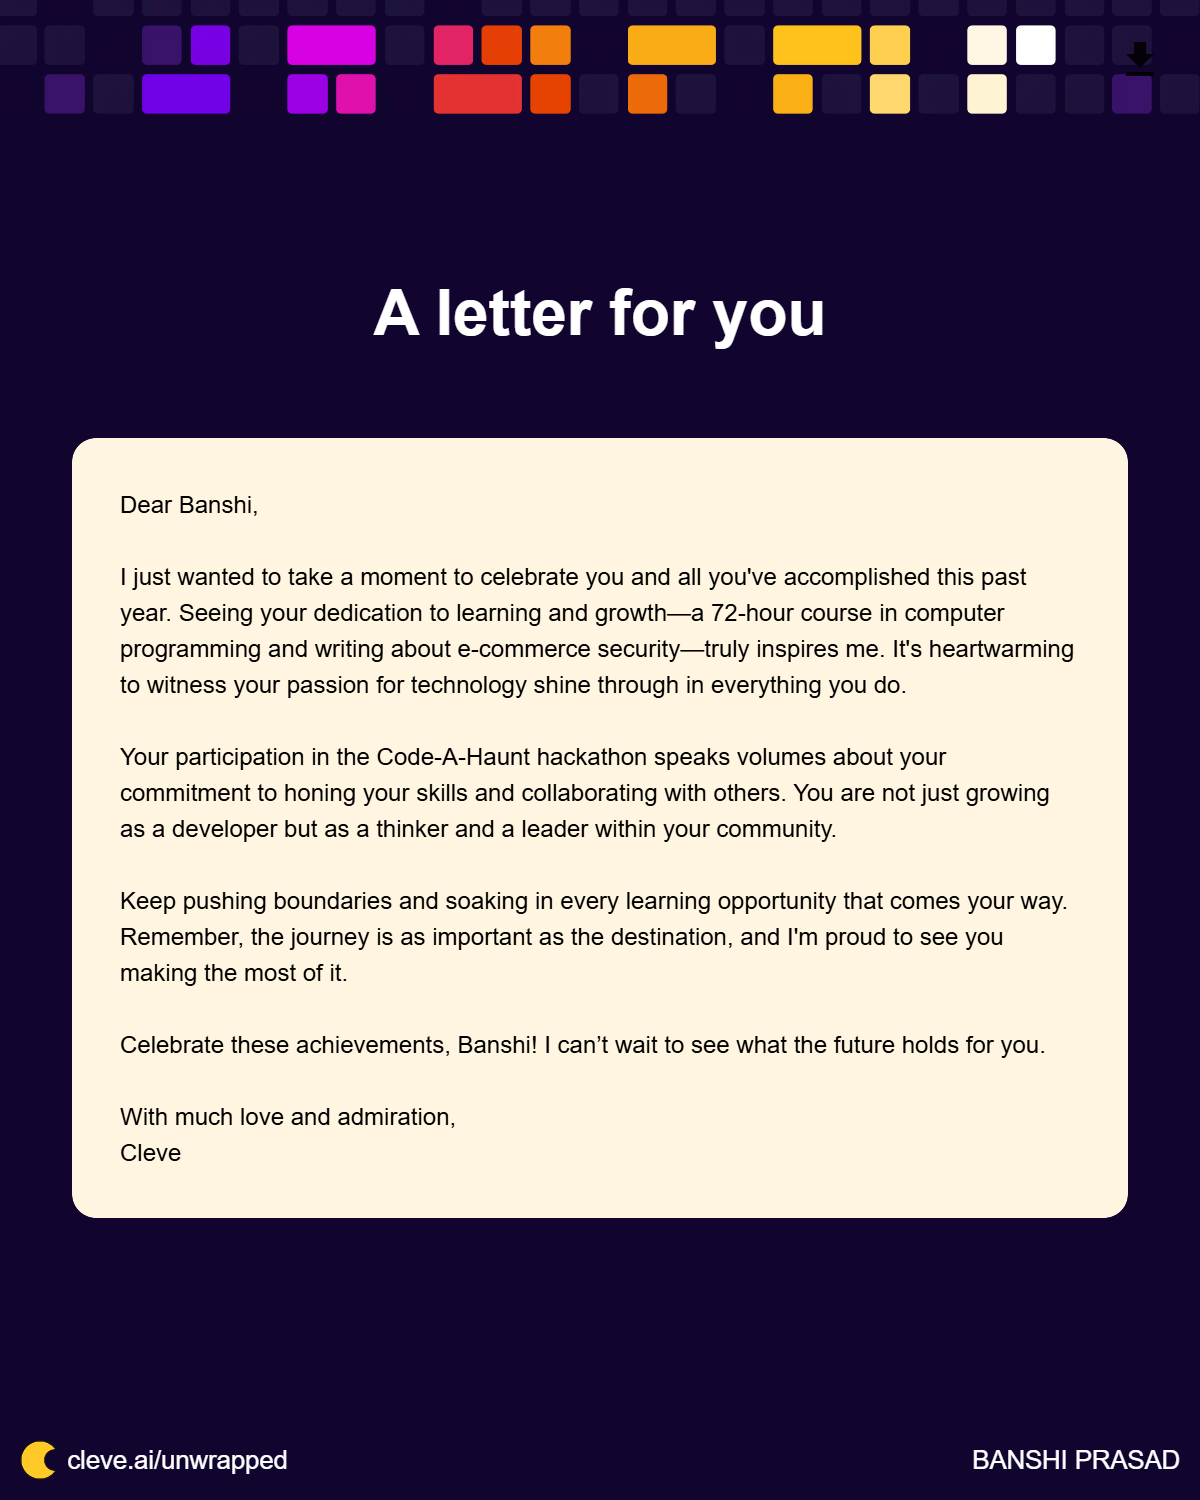 A letter for you
Dear Banshi,
I just wanted to take a moment to celebrate you and all you've accomplished this past
year. Seeing your dedication to learning and growth—a 72-hour course in computer
programming and writing about e-commerce security—truly inspires me. It's heartwarming
to witness your passion for technology shine through in everything you do.
Your participation in the Code-A-Haunt hackathon speaks volumes about your
commitment to honing your skills and collaborating with others. You are not just growing
as a developer but as a thinker and a leader within your community.
Keep pushing boundaries and soaking in every learning opportunity that comes your way.
Remember, the journey is as important as the destination, and I'm proud to see you
making the most of it.
Celebrate these achievements, Banshi! I can’t wait to see what the future holds for you.
With much love and admiration,
Cleve
cleve.ai/unwrapped
BANSHI PRASAD